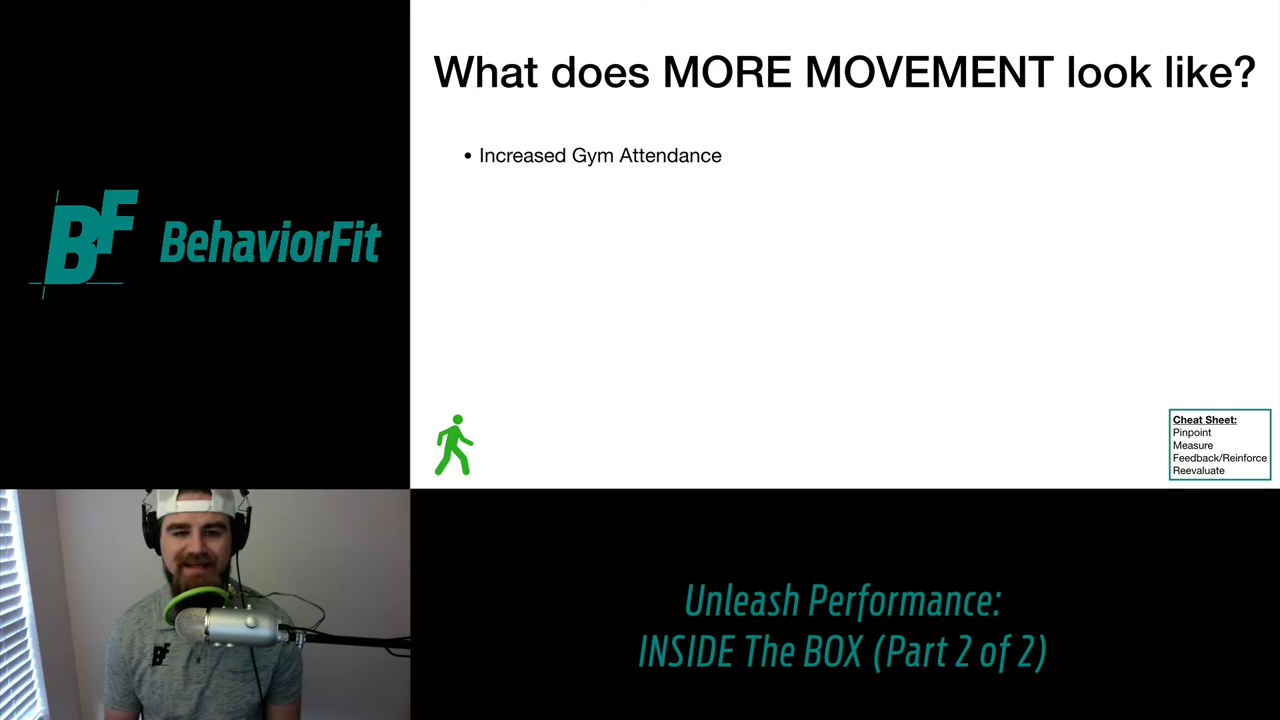 BF BehaviorFit
What does MORE MOVEMENT look like?
• Increased Gym Attendance
Cheat Sheet:
Pinpoint
Measure
Feedback/Reinforce
Reevaluate
BF
Unleash Performance:
INSIDE The BOX (Part 2 of 2)